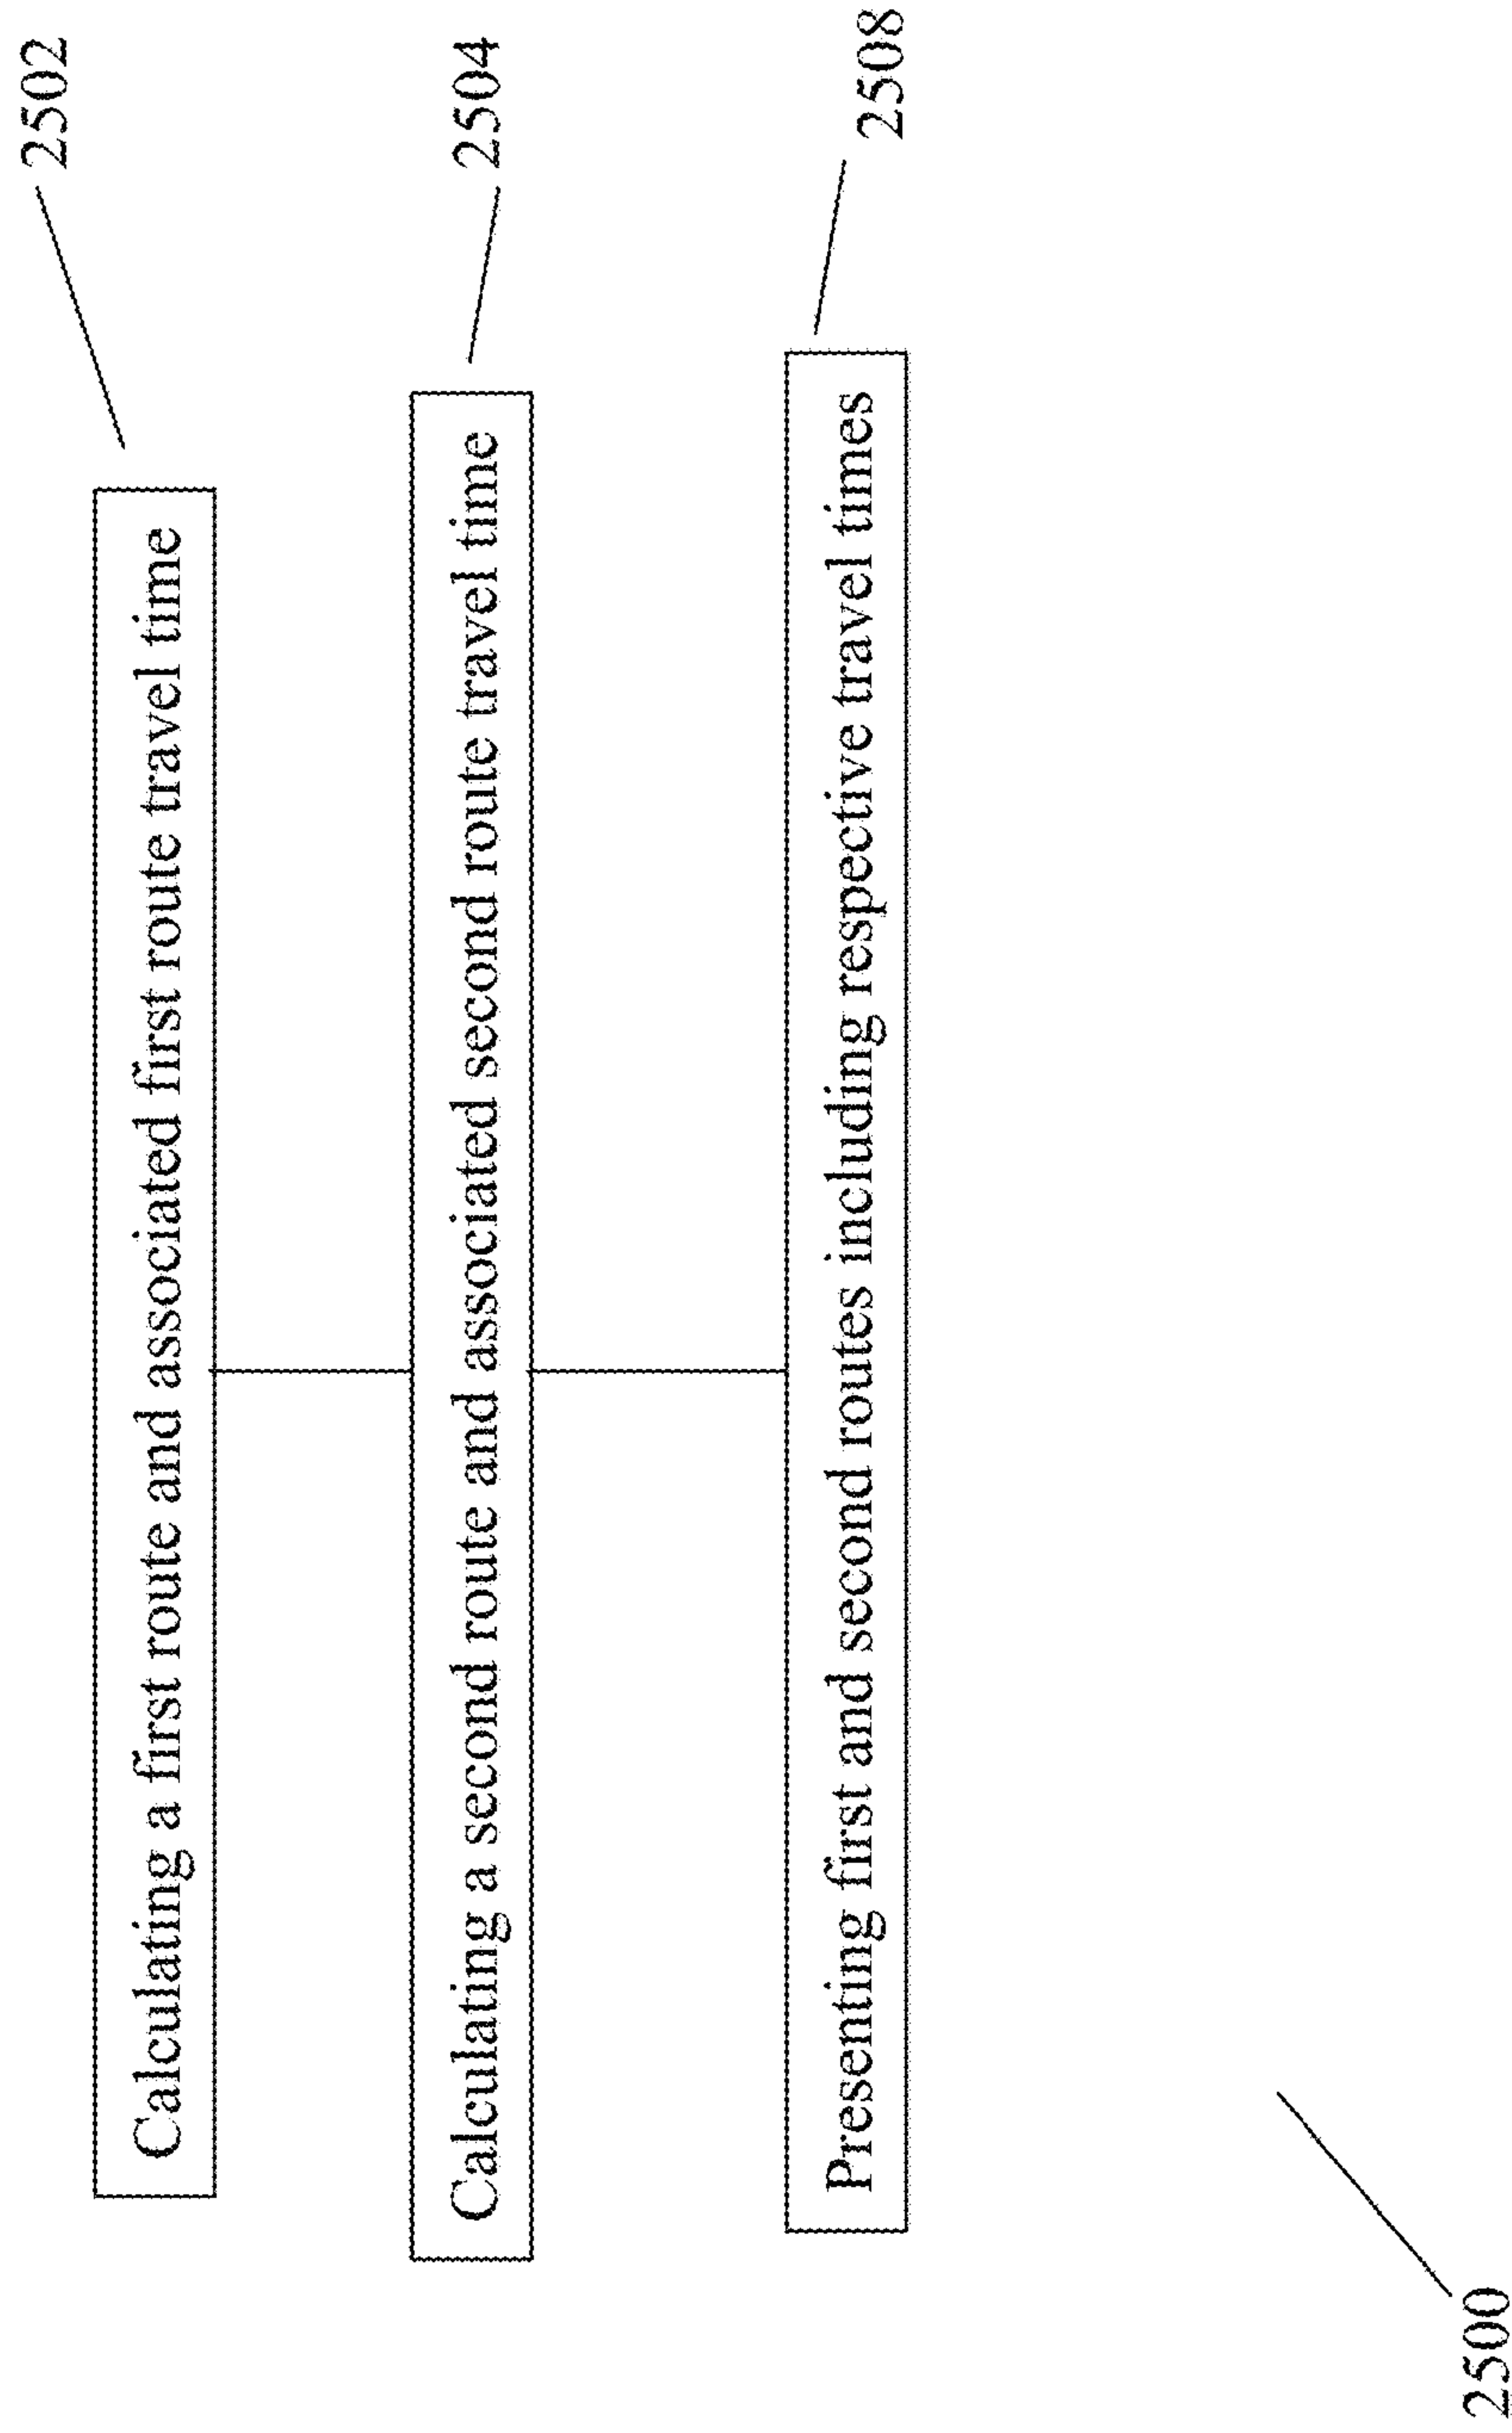 Calculating a first route and associated first route travel time
2502
Calculating a second route and associated second route travel time
2504
Presenting first and second routes including respective travel times
2508
2500